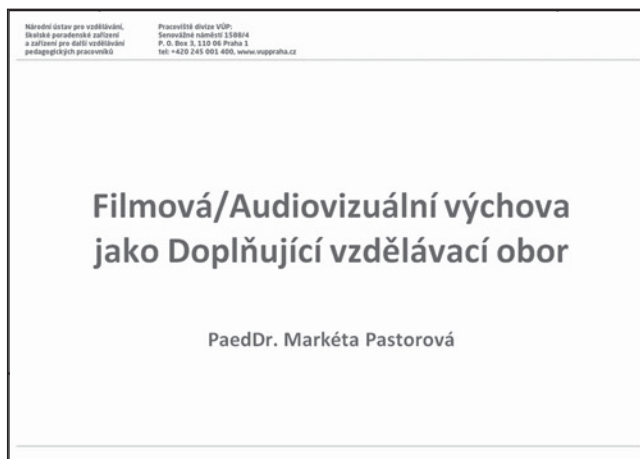 Národní ústav pro vzdělávání,
školské poradenské zařízení
a zařízení pro další vzdělávání
pedagogických pracovníků
Pracoviště divize VÚP:
Senovážné náměstí 1588/4
P. O. Box 3, 110 06 Praha 1
tel: +420 245 001 400, www.vuppraha.cz
Filmová/Audiovizuální výchova
jako Doplňující vzdělávací obor
PaedDr. Markéta Pastorová